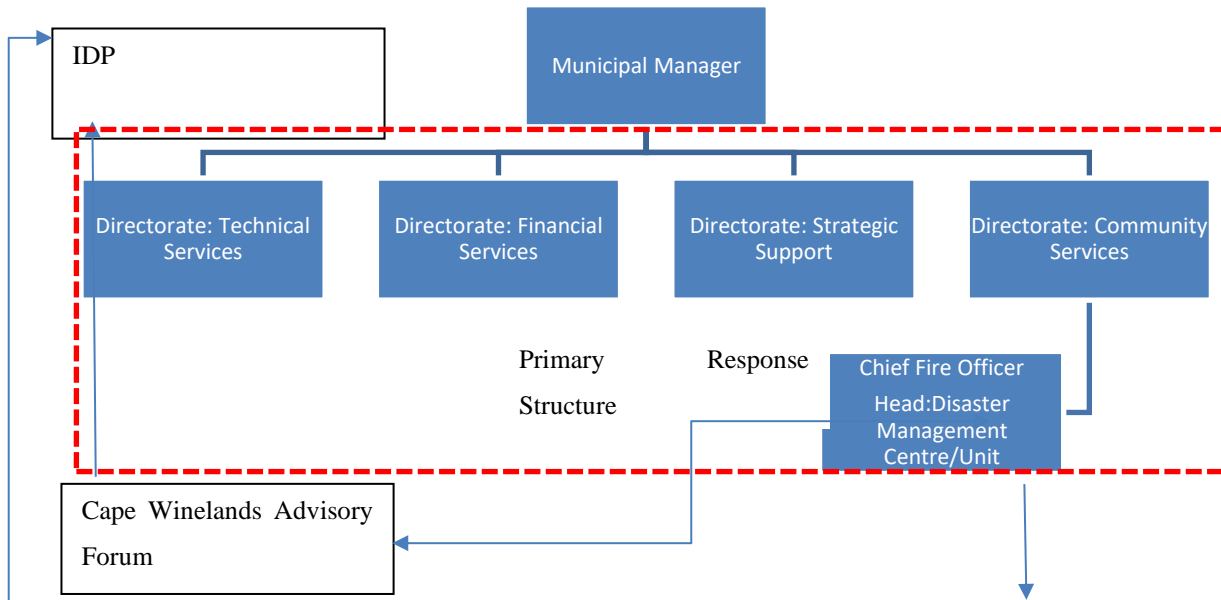 IDP
Municipal Manager
Directorate: Technical
Services
Directorate: Financial
Services
Directorate: Strategic
Support
Directorate: Community
Services
Primary Response
Structure
Chief Fire Officer
Head:Disaster
Management
Centre/Unit
Cape Winelands Advisory
Forum